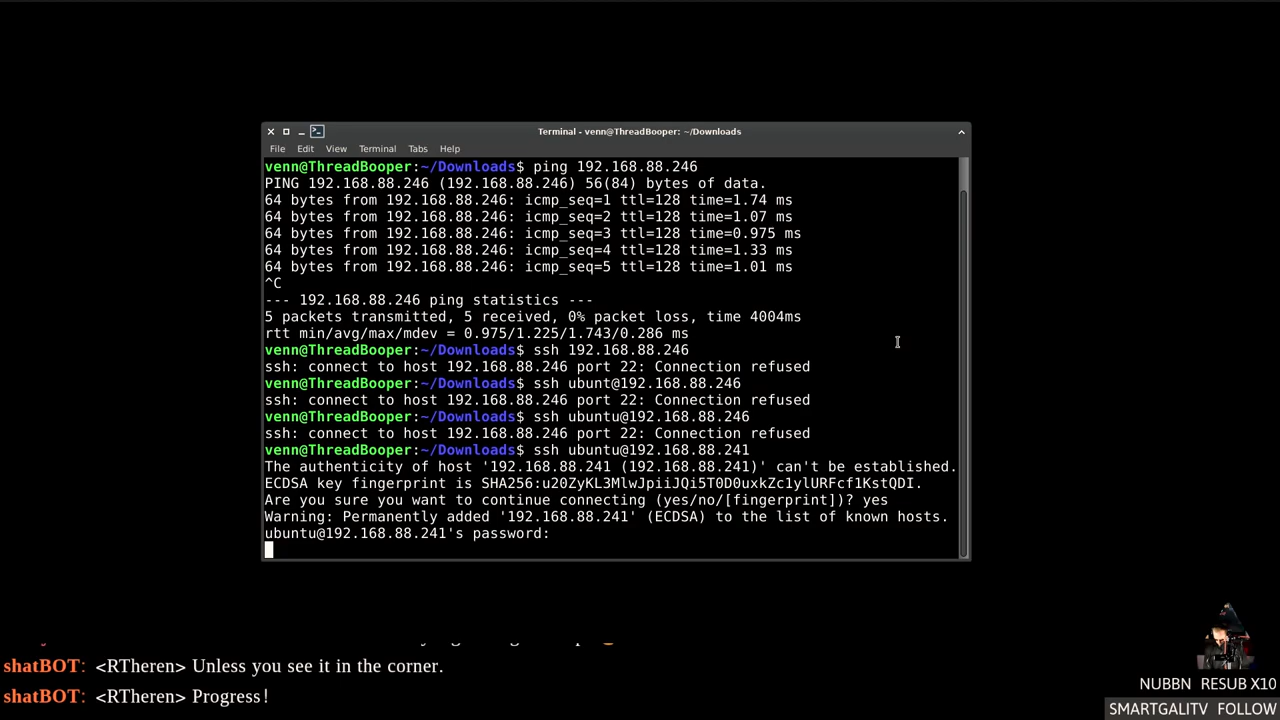 Terminal - venn@ThreadBooper: ~/Downloads
File Edit View Terminal Tabs Help
venn@ThreadBooper:~/Downloads$ ping 192.168.88.246
PING 192.168.88.246 (192.168.88.246) 56(84) bytes of data.
64 bytes from 192.168.88.246: icmp_seq=1 ttl=128 time=1.74 ms
64 bytes from 192.168.88.246: icmp_seq=2 ttl=128 time=1.07 ms
64 bytes from 192.168.88.246: icmp_seq=3 ttl=128 time=0.975 ms
64 bytes from 192.168.88.246: icmp_seq=4 ttl=128 time=1.33 ms
64 bytes from 192.168.88.246: icmp_seq=5 ttl=128 time=1.01 ms
^C
--- 192.168.88.246 ping statistics ---
5 packets transmitted, 5 received, 0% packet loss, time 4004ms
rtt min/avg/max/mdev = 0.975/1.225/1.743/0.286 ms
venn@ThreadBooper:~/Downloads$ ssh 192.168.88.246
ssh: connect to host 192.168.88.246 port 22: Connection refused
venn@ThreadBooper:~/Downloads$ ssh ubunt@192.168.88.246
ssh: connect to host 192.168.88.246 port 22: Connection refused
venn@ThreadBooper:~/Downloads$ ssh ubuntu@192.168.88.246
ssh: connect to host 192.168.88.246 port 22: Connection refused
venn@ThreadBooper:~/Downloads$ ssh ubuntu@192.168.88.241
The authenticity of host '192.168.88.241 (192.168.88.241)' can't be established.
ECDSA key fingerprint is SHA256:u20ZyKL3MlwJpiiJQi5T0D0uxkZc1ylURFcf1KstQDI.
Are you sure you want to continue connecting (yes/no/[fingerprint])? yes
Warning: Permanently added '192.168.88.241' (ECDSA) to the list of known hosts.
ubuntu@192.168.88.241's password:
shatBOT: <RTheren> Unless you see it in the corner.
shatBOT: <RTheren> Progress!
NUBBN RESUB X10
SMARTGALITV FOLLOW